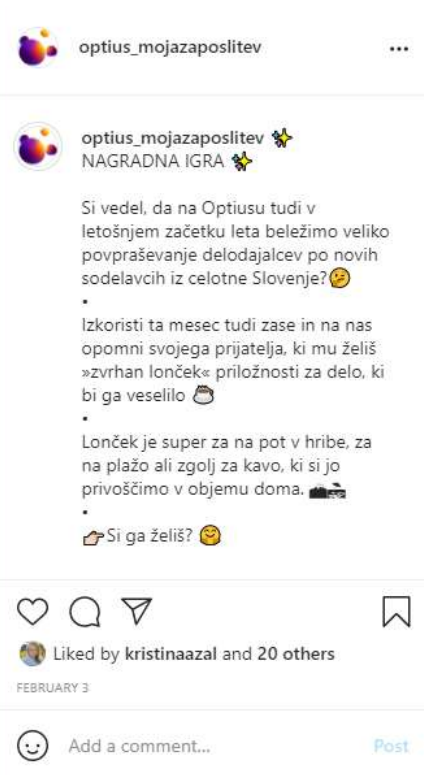 optius_mojazaposlitev
...
optius_mojazaposlitev ✨
NAGRADNA IGRA ✨
Si vedel, da na Optiusu tudi v
letošnjem začetku leta beležimo veliko
povpraševanje delodajalcev po novih
sodelavcih iz celotne Slovenje?🤔
•
Izkoristi ta mesec tudi zase in na nas
opomni svojega prijatelja, ki mu želiš
»zvrhan lonček« priložnosti za delo, ki
bi ga veselilo ☕
•
Lonček je super za na pot v hribe, za
na plažo ali zgolj za kavo, ki si jo
privoščimo v objemu doma.
•
👉🏻Si ga želiš? 🤗
Liked by kristinaazal and 20 others
FEBRUARY 3
Add a comment...
Post